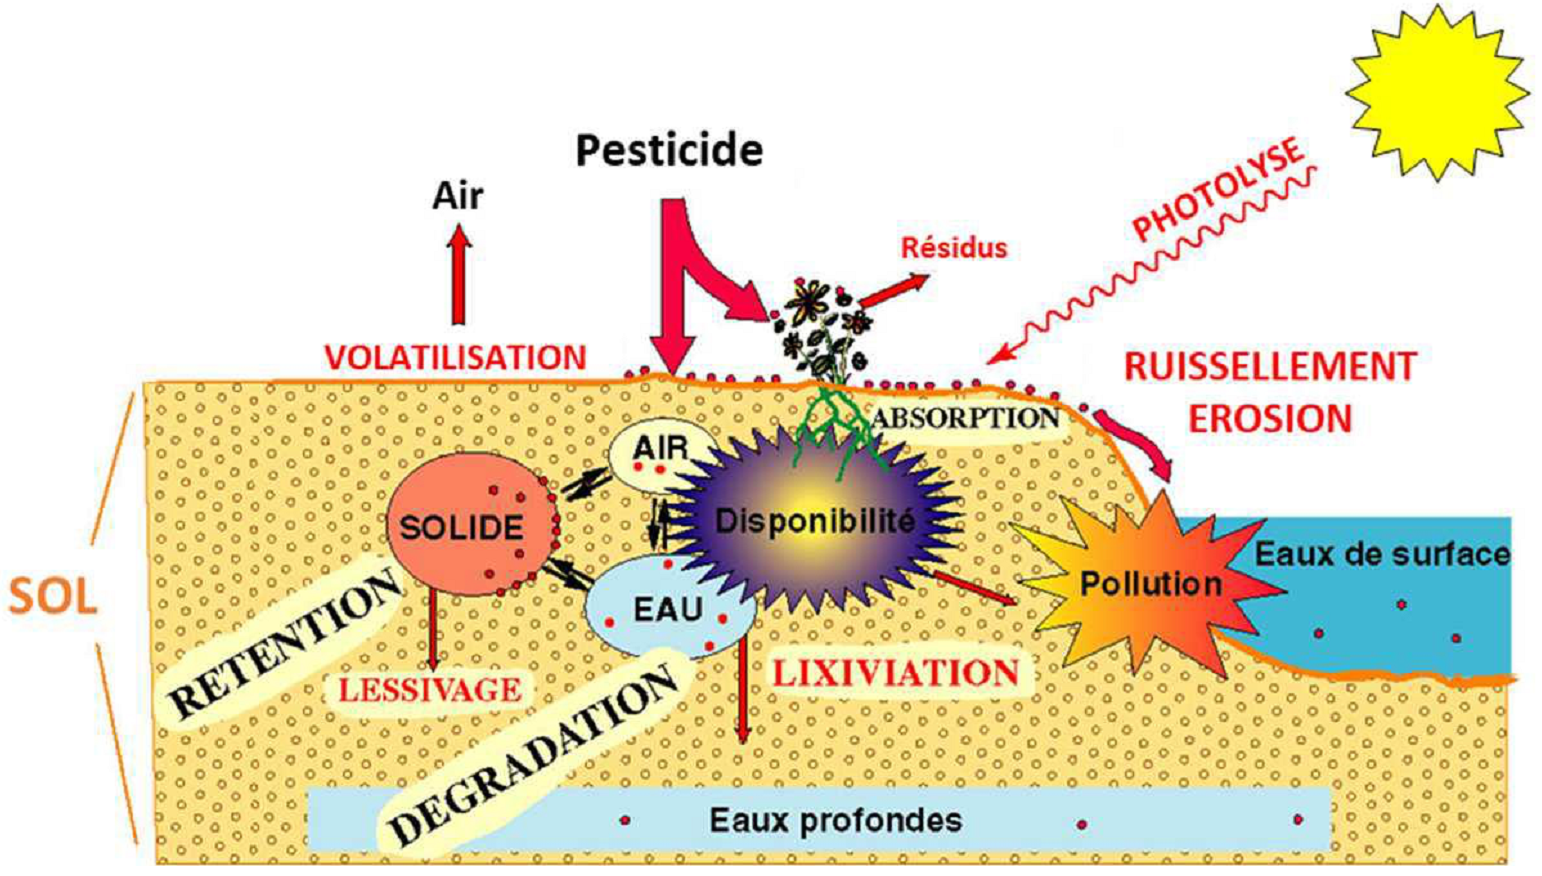 Pesticide
Air
PHOTOLYSE
Résidus
VOLATILISATION
RUISSELLEMENT
EROSION
ABSORPTION
AIR
SOLIDE
Disponibilité
Eaux de surface
Pollution
SOL
EAU
RETENTION
LESSIVAGE
LIXIVIATION
DEGRADATION
Eaux profondes